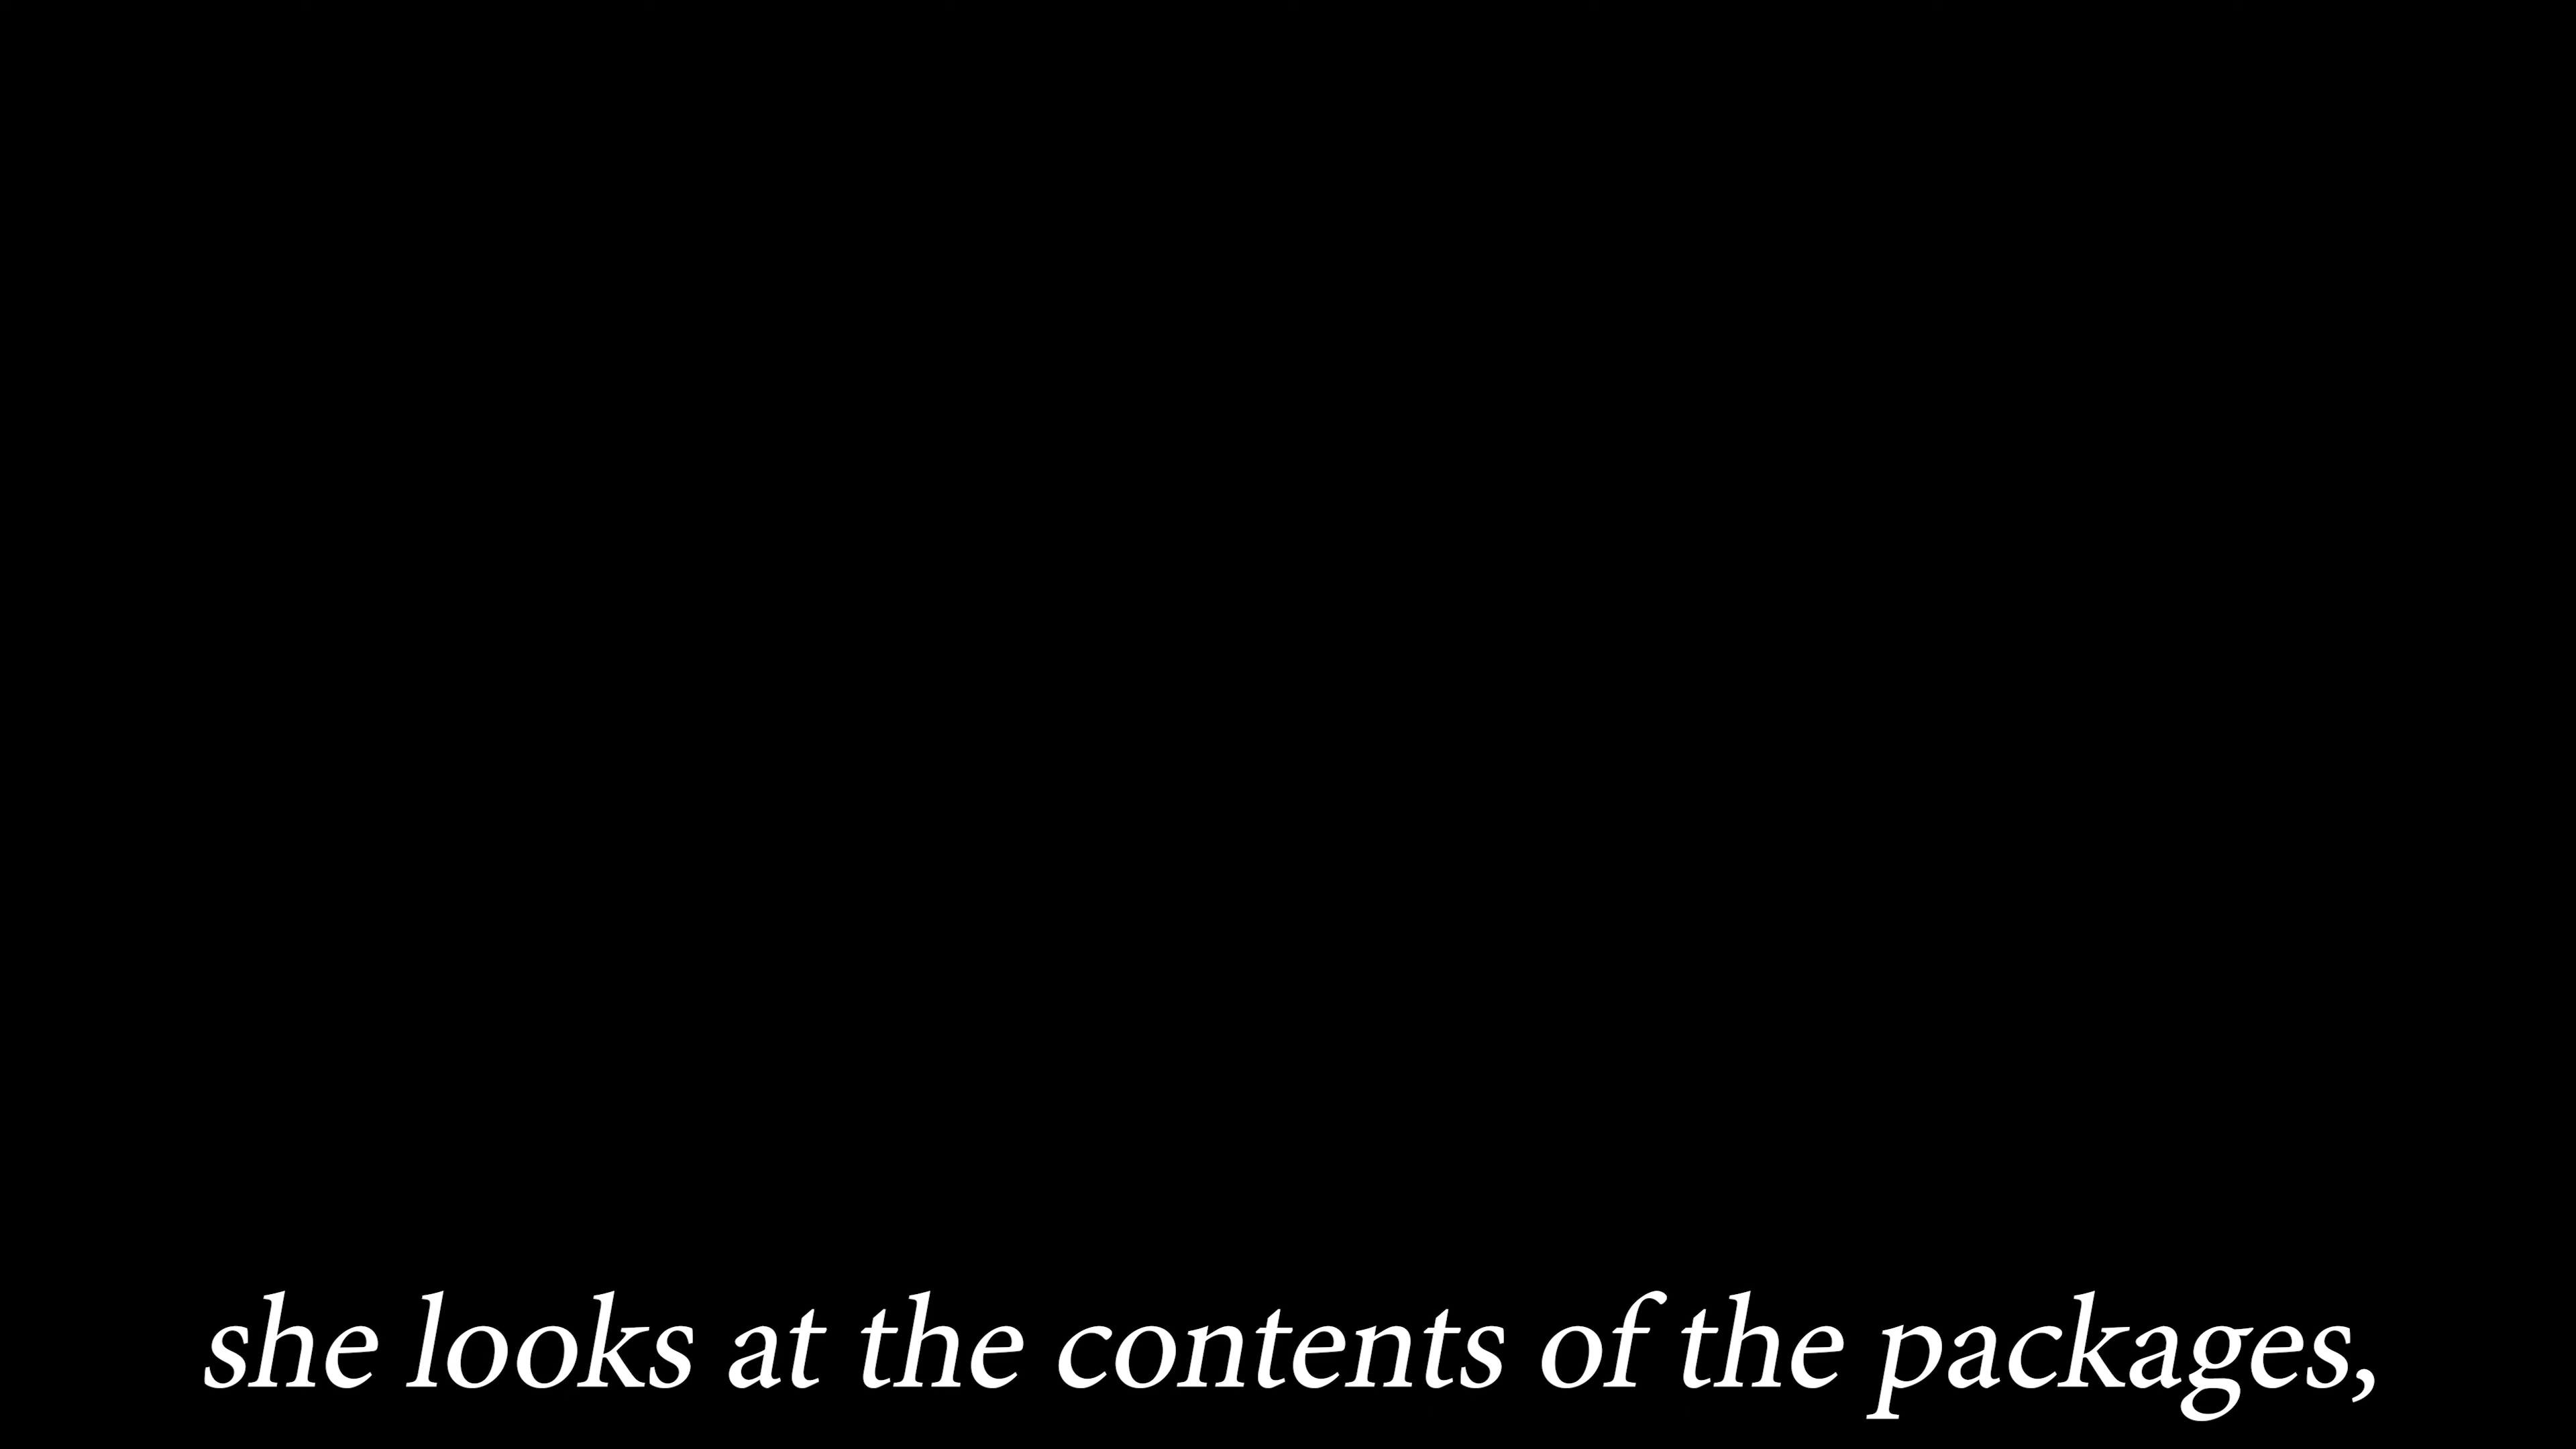 she looks at the contents of the packages,